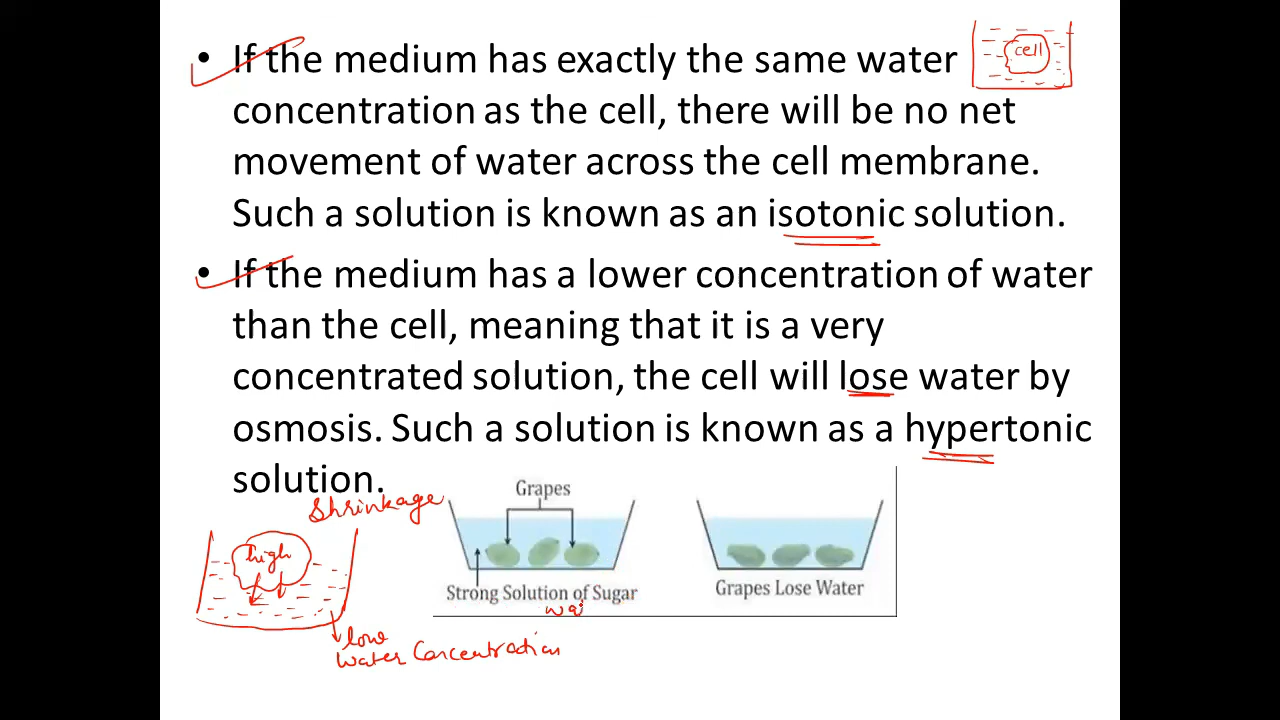 • If the medium has exactly the same water
cell
concentration as the cell, there will be no net
movement of water across the cell membrane.
Such a solution is known as an isotonic solution.
• If the medium has a lower concentration of water
than the cell, meaning that it is a very
concentrated solution, the cell will lose water by
osmosis. Such a solution is known as a hypertonic
solution.
Shrinkage
Grapes
high
Strong Solution of Sugar
Grapes Lose Water
low
water Concentration